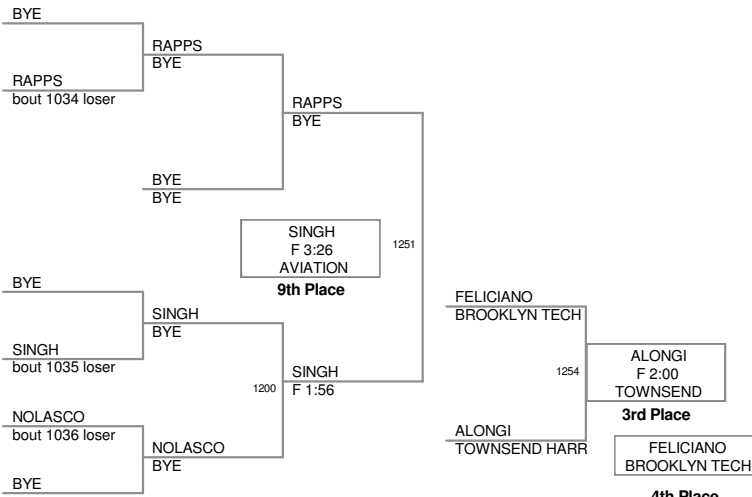 BYE
RAPPS
BYE
RAPPS
bout 1034 loser
RAPPS
BYE
BYE
BYE
SINGH
F 3:26
AVIATION
9th Place
1251
BYE
SINGH
BYE
SINGH
bout 1035 loser
1200
SINGH
F 1:56
NOLASCO
bout 1036 loser
NOLASCO
BYE
BYE
FELICIANO
BROOKLYN TECH
1254
ALONGI
F 2:00
TOWNSEND
3rd Place
ALONGI
TOWNSEND HARR
FELICIANO
BROOKLYN TECH
4th Place